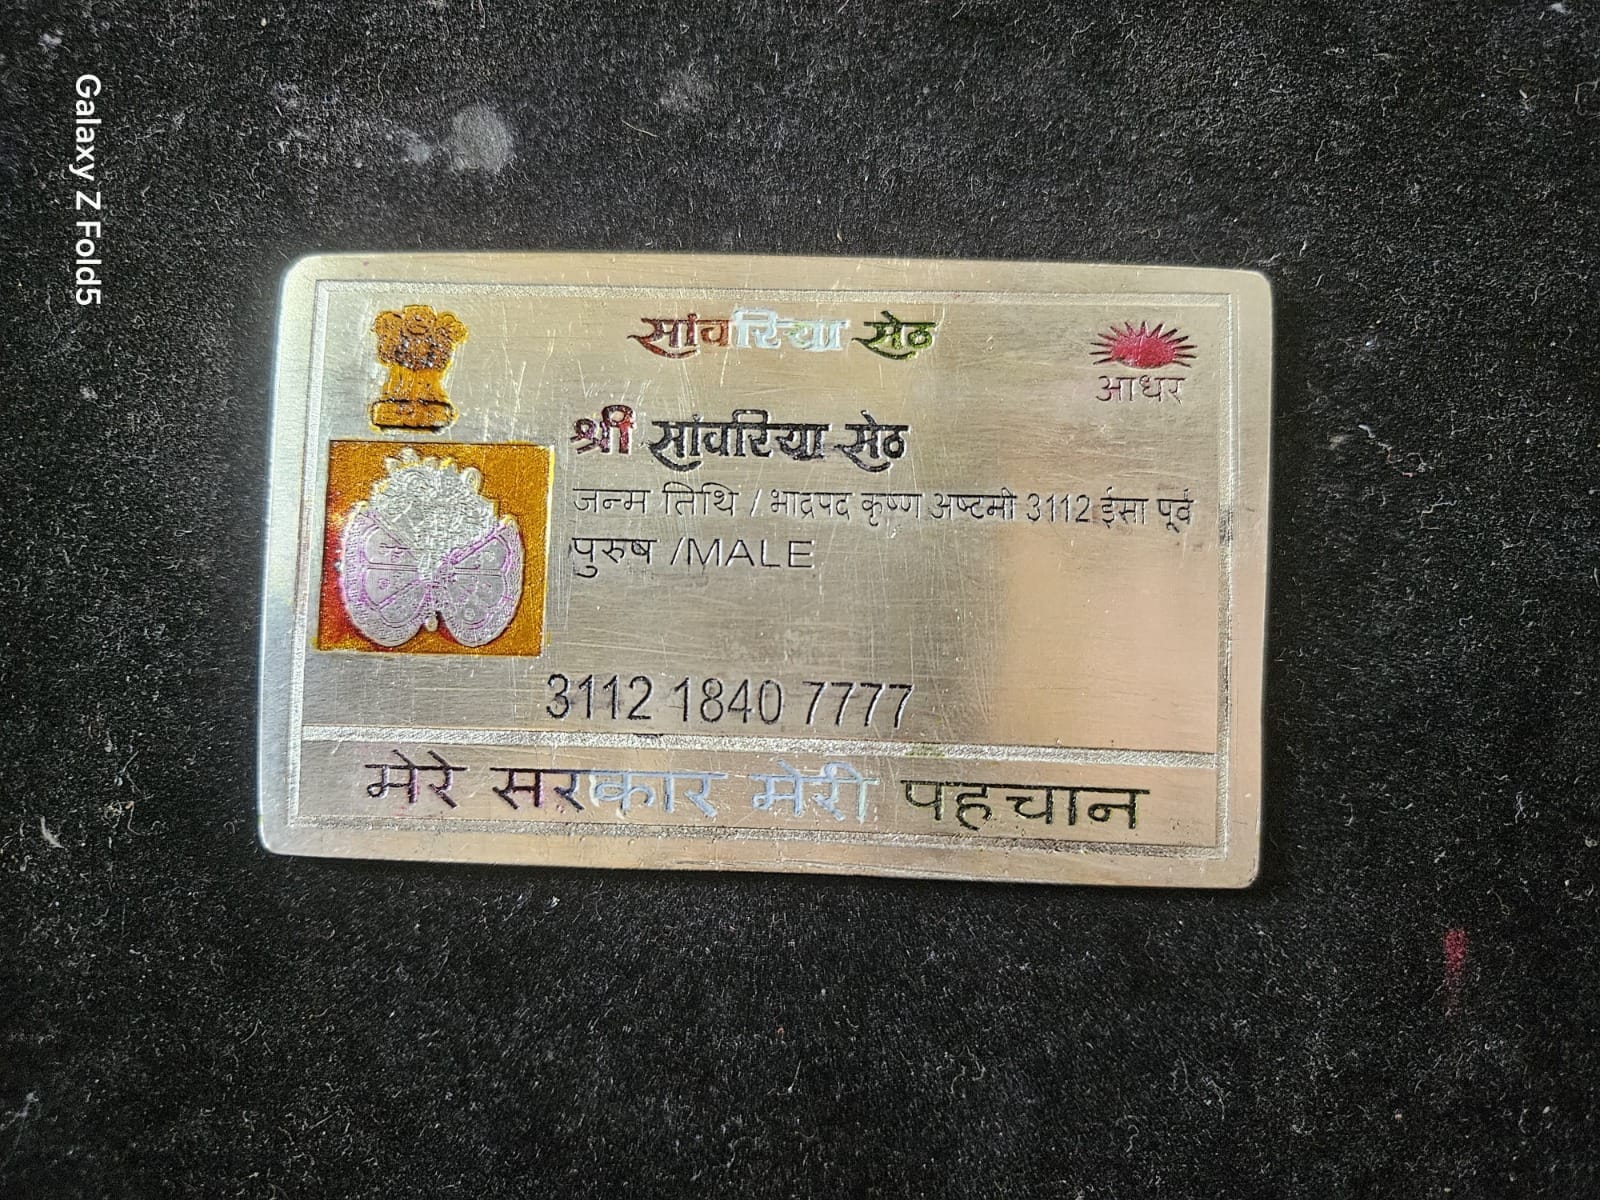 सांवरिया सेठ
आधर
श्री सांवरिया सेठ
जन्म तिथि / भाद्रपद कृष्ण अष्टमी 3112 ईसा पूर्व
पुरुष /MALE
3112 1840 7777
मेरे सरकार मेरी पहचान
Galaxy Z Fold5